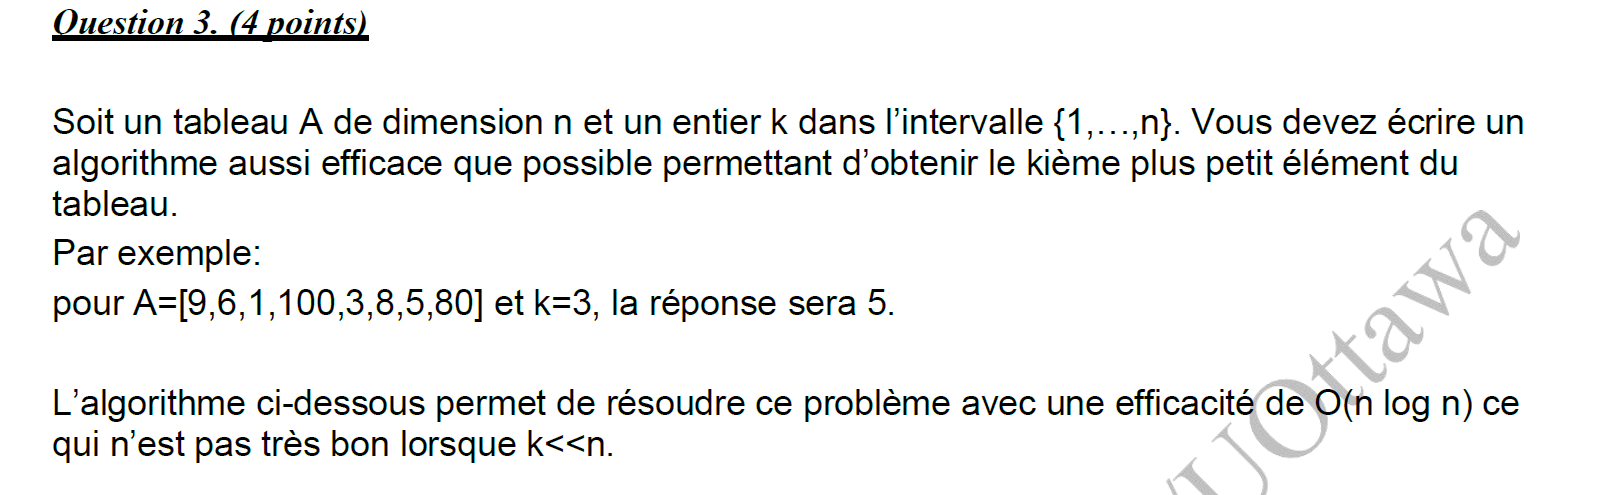 Question 3. (4 points)
Soit un tableau A de dimension n et un entier k dans l’intervalle {1,…,n}. Vous devez écrire un
algorithme aussi efficace que possible permettant d’obtenir le kième plus petit élément du
tableau.
Par exemple:
pour A=[9,6,1,100,3,8,5,80] et k=3, la réponse sera 5.
L’algorithme ci-dessous permet de résoudre ce problème avec une efficacité de O(n log n) ce
qui n’est pas très bon lorsque k<<n.
UOttawa